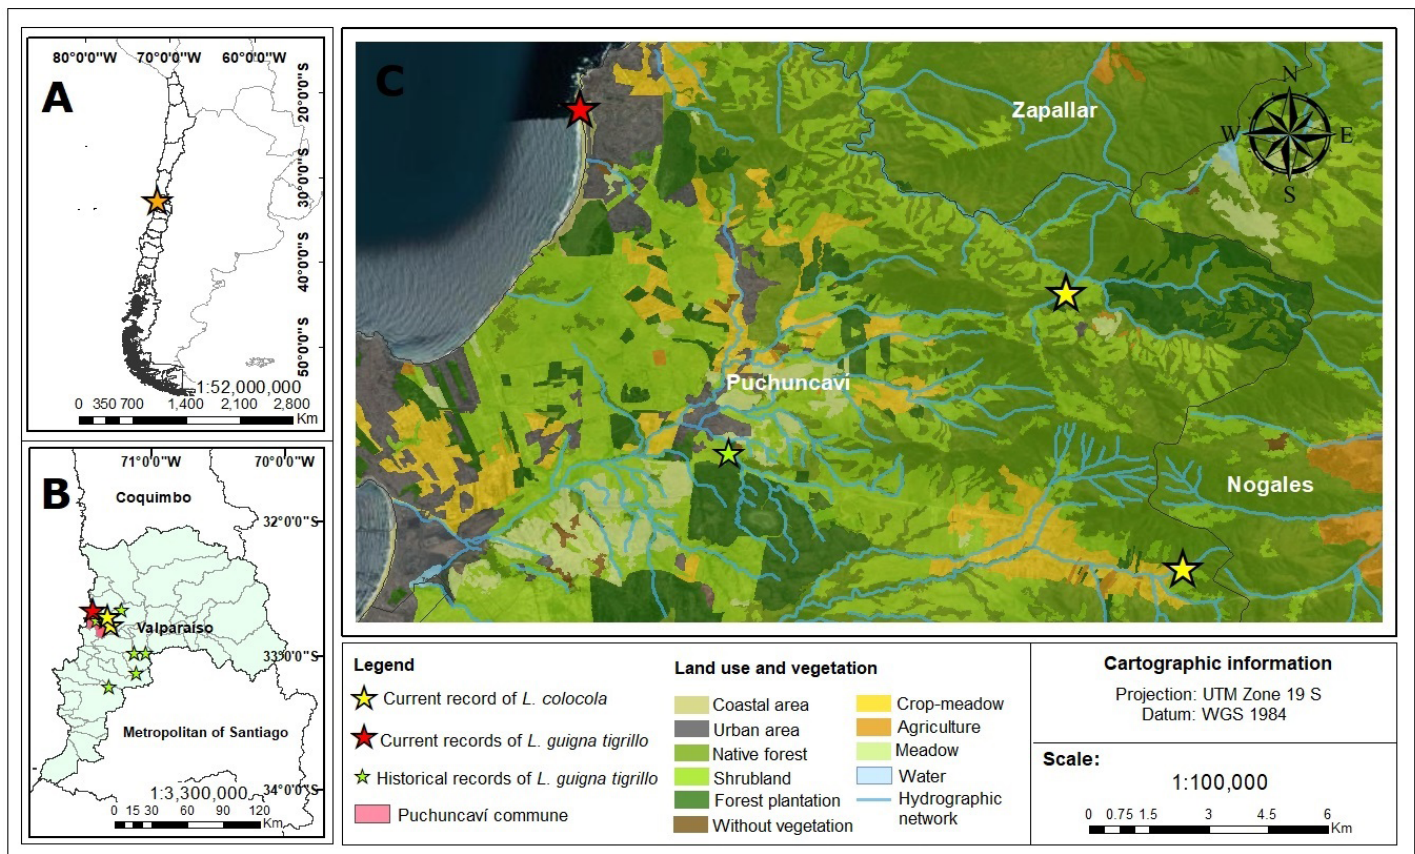 A
80°0'0"W 70°0'0"W 60°0'0"W
20°0'0"S
30°0'0"S
40°0'0"S
50°0'0"S
1:52,000,000
0 350 700 1,400 2,100 2,800
Km
B
71°0'0"W 70°0'0"W
Coquimbo
32°0'0"S
Valparaíso
33°0'0"S
Metropolitan of Santiago
34°0'0"S
1:3,300,000
0 15 30 60 90 120
Km
C
Zapallar
N
W E
S
Puchuncaví
Nogales
Legend
Current record of L. colocola
Current records of L. guigna tigrillo
Historical records of L. guigna tigrillo
Puchuncaví commune
Land use and vegetation
Coastal area
Urban area
Native forest
Shrubland
Forest plantation
Without vegetation
Crop-meadow
Agriculture
Meadow
Water
Hydrographic
network
Cartographic information
Projection: UTM Zone 19 S
Datum: WGS 1984
Scale:
1:100,000
0 0.75 1.5 3 4.5 6
Km